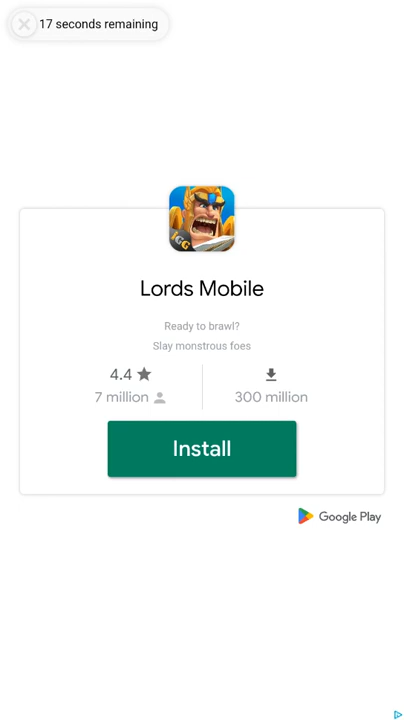 17 seconds remaining
IGG
Lords Mobile
Ready to brawl?
Slay monstrous foes
4.4
7 million
300 million
Install
Google Play